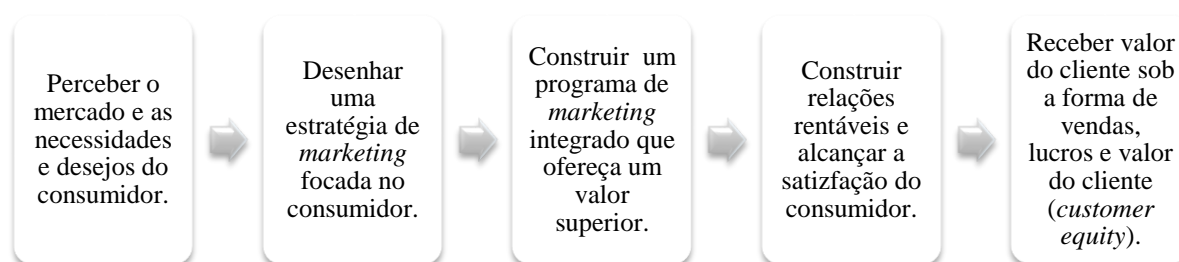 Perceber o
mercado e as
necessidades
e desejos do
consumidor.
Desenhar
uma
estratégia de
marketing
focada no
consumidor.
Construir um
programa de
marketing
integrado que
ofereça um
valor
superior.
Construir
relações
rentáveis e
alcançar a
satizfação do
consumidor.
Receber valor
do cliente sob
a forma de
vendas,
lucros e valor
do cliente
(customer
equity).